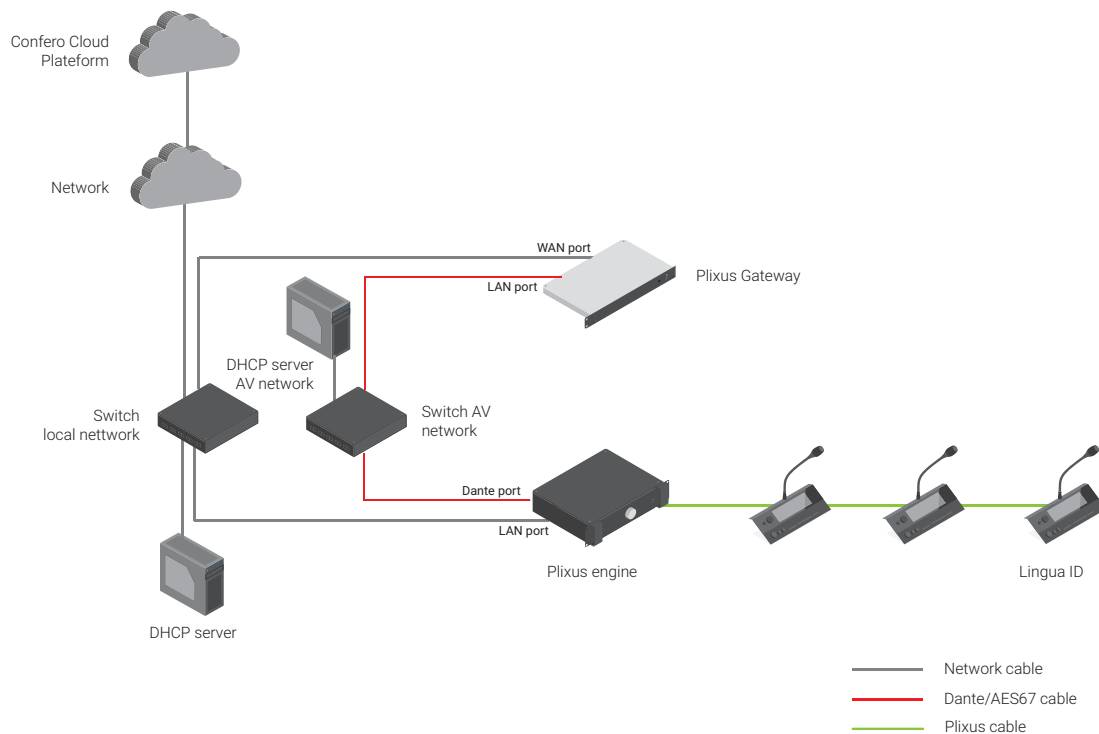 Confero Cloud
Plateform
Network
WAN port
LAN port
Plixus Gateway
DHCP server
AV network
Switch
local nettwork
Switch AV
network
Dante port
LAN port
Plixus engine
Lingua ID
DHCP server
Network cable
Dante/AES67 cable
Plixus cable